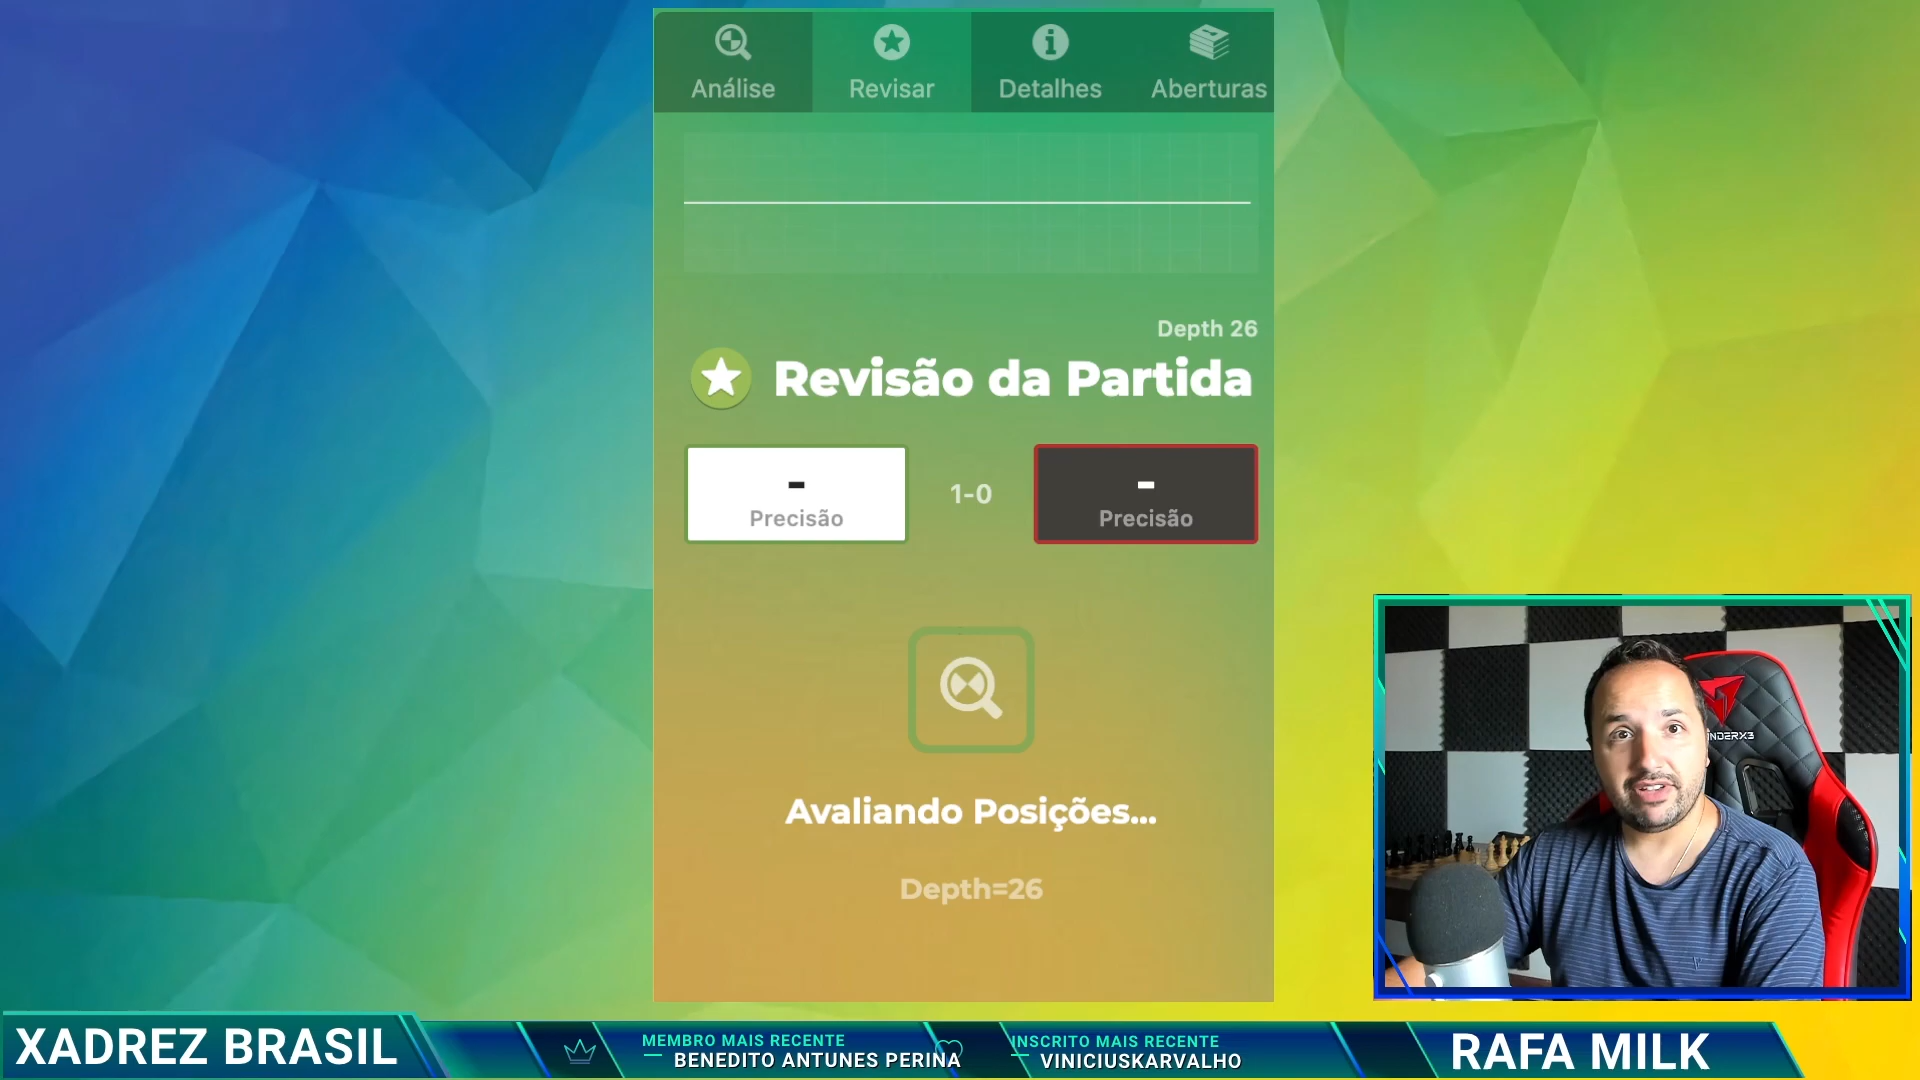 Análise
Revisar
Detalhes
Aberturas
Depth 26
Revisão da Partida
-
Precisão
1-0
-
Precisão
Avaliando Posições...
Depth=26
XADREZ BRASIL
MEMBRO MAIS RECENTE
BENEDITO ANTUNES PERINA
INSCRITO MAIS RECENTE
VINICIUSKARVALHO
RAFA MILK